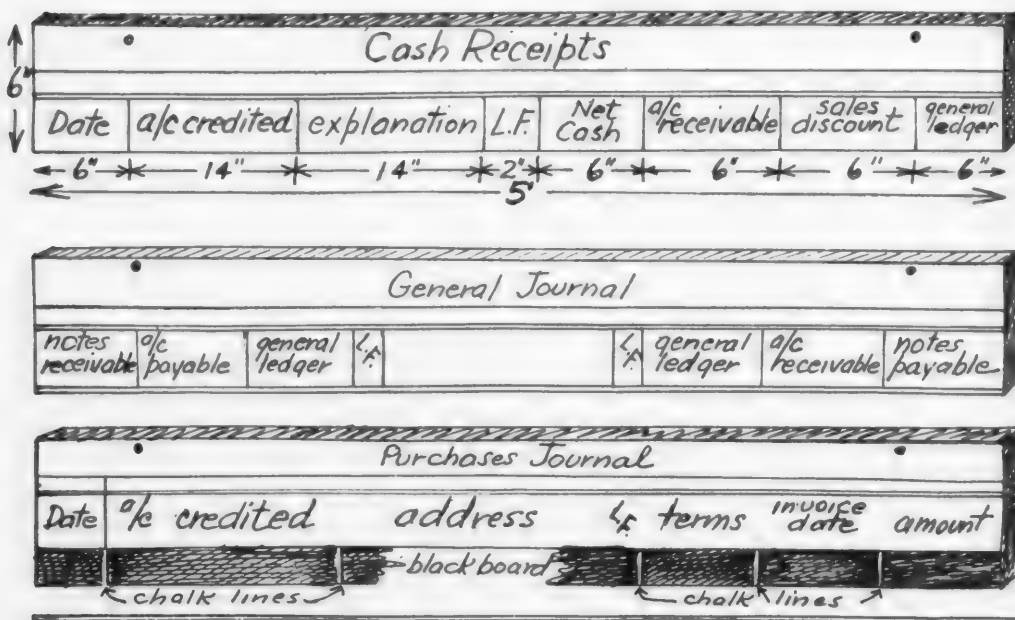 Cash Receipts
6"
Date a/c credited explanation L.F. Net Cash a/c receivable sales discount general ledger
6" 14" 14" 2" 6" 6" 6" 6"
5'
General Journal
notes receivable a/c payable general ledger L.F. L.F. general ledger a/c receivable notes payable
Purchases Journal
Date a/c credited address L.F. terms invoice date amount
blackboard
chalk lines chalk lines